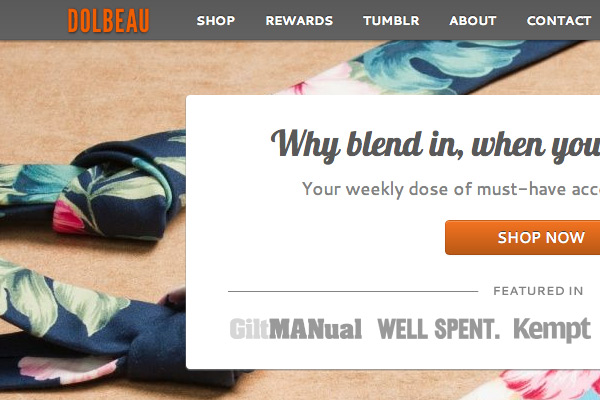 DOLBEAU SHOP REWARDS TUMBLR ABOUT CONTACT
Why blend in, when you
Your weekly dose of must-have acc
SHOP NOW
FEATURED IN
GiltMANual WELL SPENT. Kempt